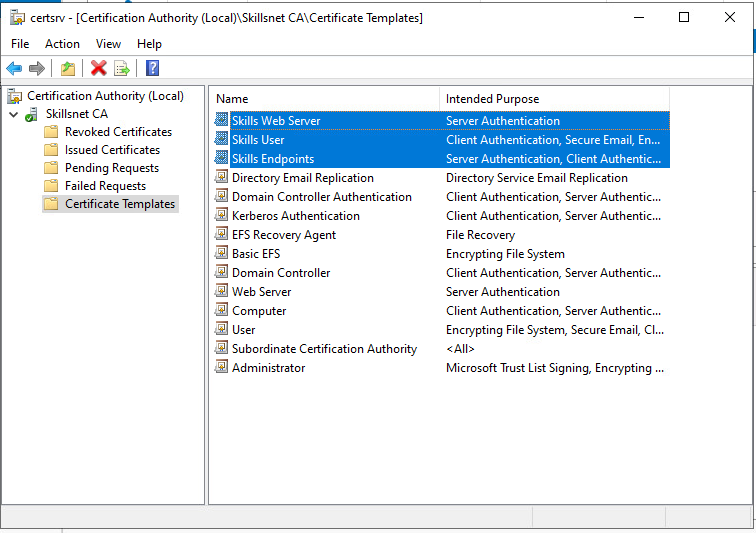 certsrv - [Certification Authority (Local)\Skillsnet CA\Certificate Templates]
File Action View Help
Certification Authority (Local)
Skillsnet CA
Revoked Certificates
Issued Certificates
Pending Requests
Failed Requests
Certificate Templates
Name Intended Purpose
Skills Web Server Server Authentication
Skills User Client Authentication, Secure Email, En...
Skills Endpoints Server Authentication, Client Authentic...
Directory Email Replication Directory Service Email Replication
Domain Controller Authentication Client Authentication, Server Authentic...
Kerberos Authentication Client Authentication, Server Authentic...
EFS Recovery Agent File Recovery
Basic EFS Encrypting File System
Domain Controller Client Authentication, Server Authentic...
Web Server Server Authentication
Computer Client Authentication, Server Authentic...
User Encrypting File System, Secure Email, Cl...
Subordinate Certification Authority <All>
Administrator Microsoft Trust List Signing, Encrypting ...